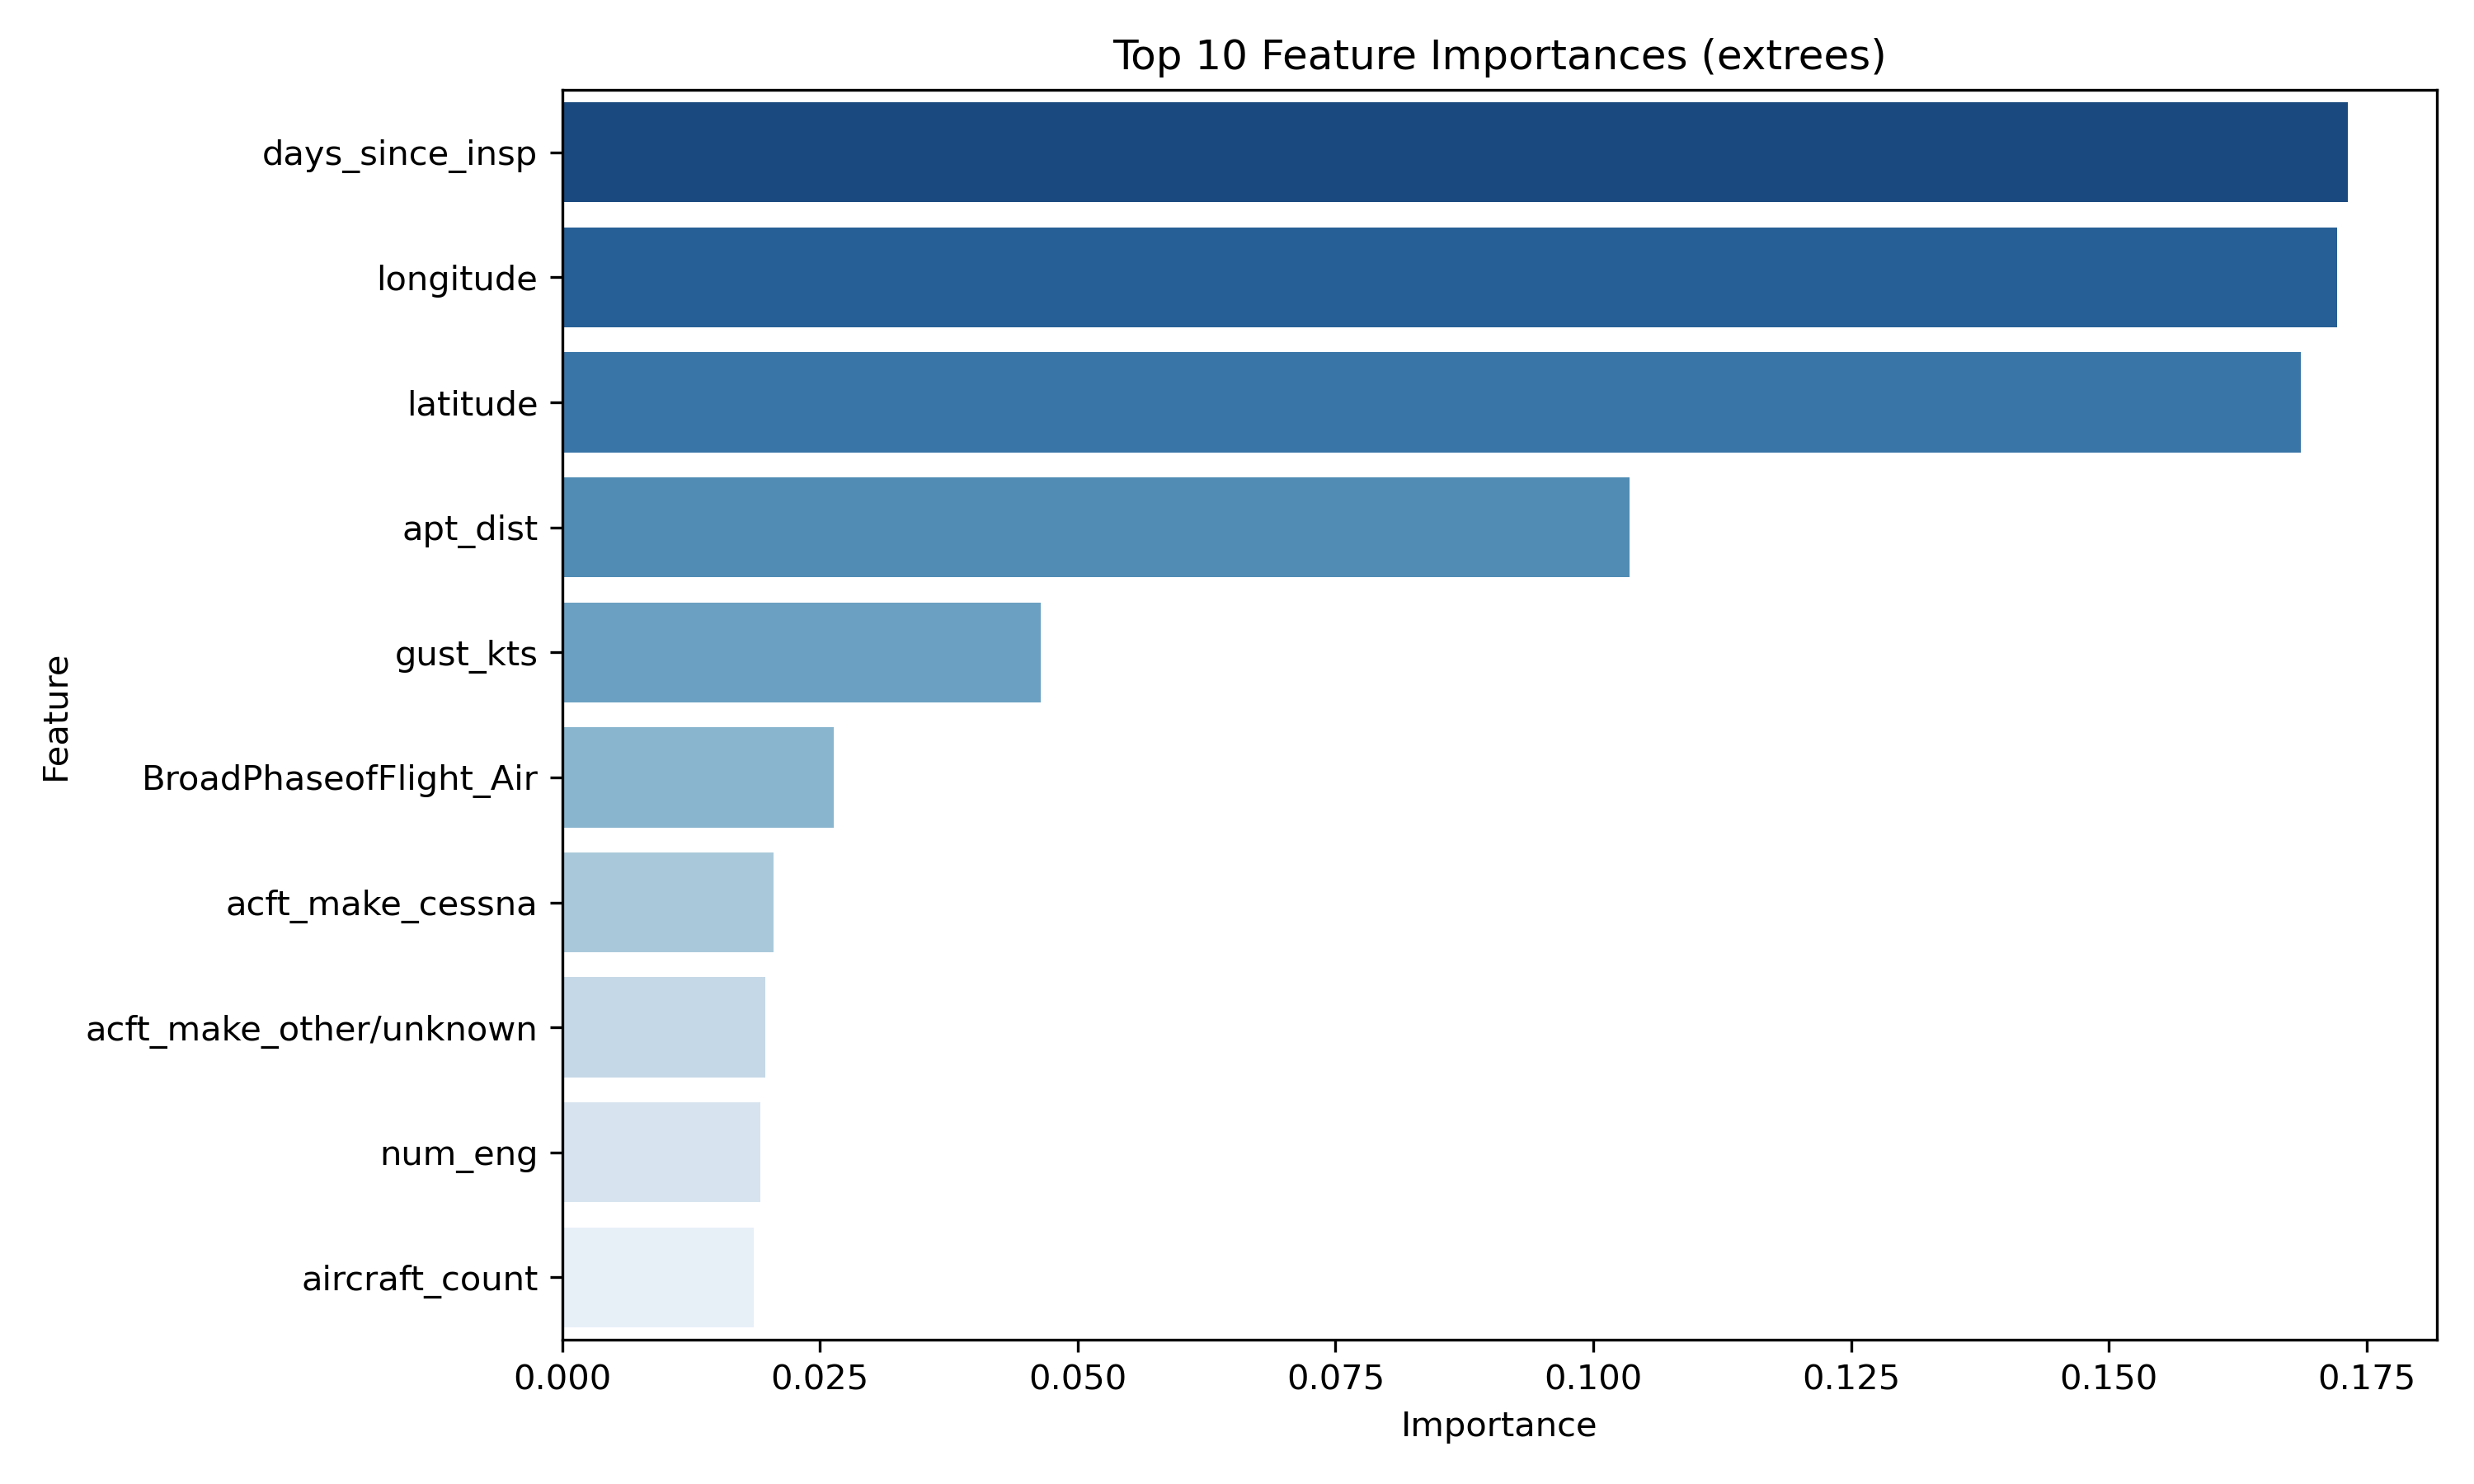 Top 10 Feature Importances (extrees)
days_since_insp
longitude
latitude
apt_dist
gust_kts
BroadPhaseofFlight_Air
acft_make_cessna
acft_make_other/unknown
num_eng
aircraft_count
Feature
0.000 0.025 0.050 0.075 0.100 0.125 0.150 0.175
Importance